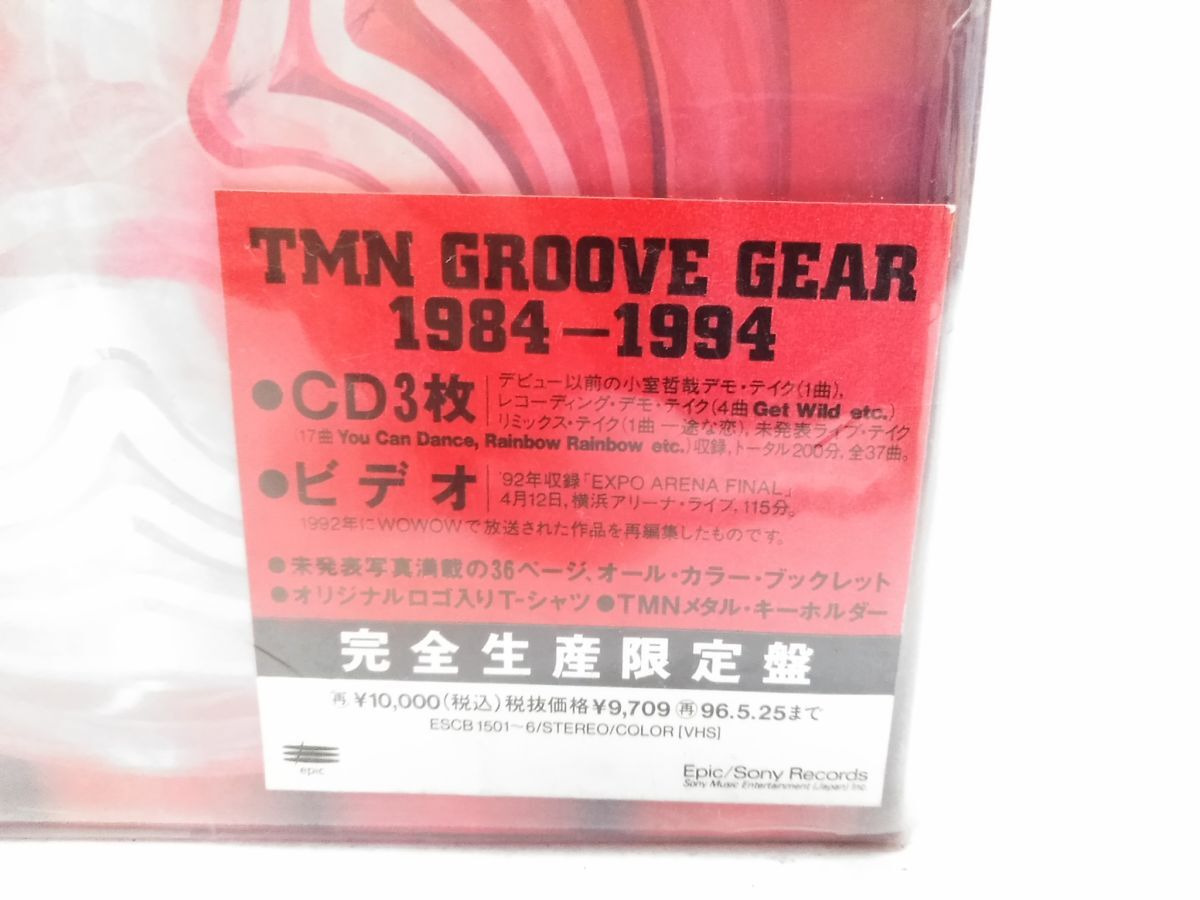 TMN GROOVE GEAR
1984－1994
●CD3枚
デビュー以前の小室哲哉デモ・テイク(1曲),
レコーディング・デモ・テイク(4曲 Get Wild etc.)
リミックス・テイク(1曲 一途な恋), 未発表ライブ・テイク
(17曲 You Can Dance, Rainbow Rainbow etc.)収録, トータル200分, 全37曲。
●ビデオ
'92年収録「EXPO ARENA FINAL」
4月12日, 横浜アリーナ・ライブ, 115分。
1992年にWOWOWで放送された作品を再編集したものです。
●未発表写真満載の36ページ、オール・カラー・ブックレット
●オリジナルロゴ入りT-シャツ ●TMNメタル・キーホルダー
完全生産限定盤
再 ¥10,000(税込)税抜価格¥9,709 再 96.5.25まで
ESCB 1501～6/STEREO/COLOR [VHS]
epic
Epic/Sony Records
Sony Music Entertainment (Japan) Inc.